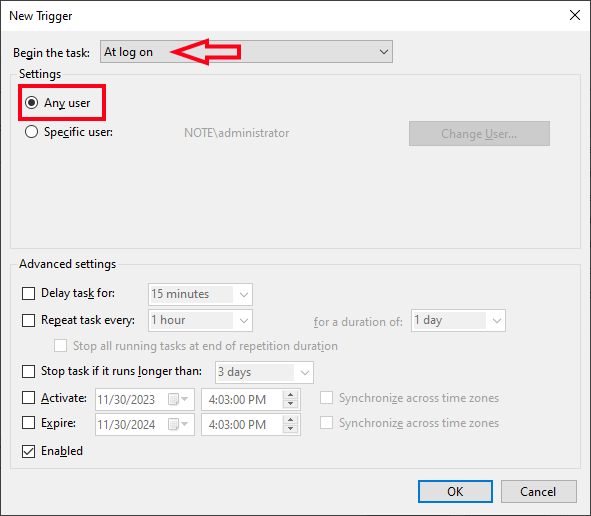 New Trigger
Begin the task: At log on
Settings
Any user
Specific user: NOTE\administrator Change User...
Advanced settings
Delay task for: 15 minutes
Repeat task every: 1 hour for a duration of: 1 day
Stop all running tasks at end of repetition duration
Stop task if it runs longer than: 3 days
Activate: 11/30/2023 4:03:00 PM Synchronize across time zones
Expire: 11/30/2024 4:03:00 PM Synchronize across time zones
Enabled
OK Cancel